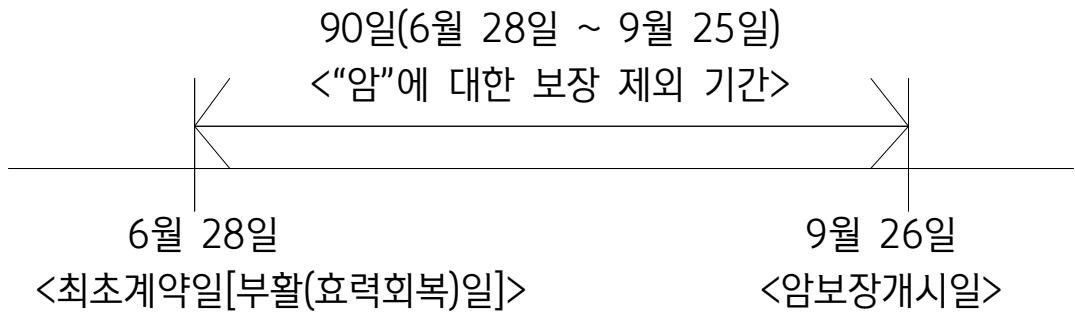 90일(6월 28일 ~ 9월 25일)
<“암”에 대한 보장 제외 기간>
6월 28일
<최초계약일[부활(효력회복)일]>
9월 26일
<암보장개시일>